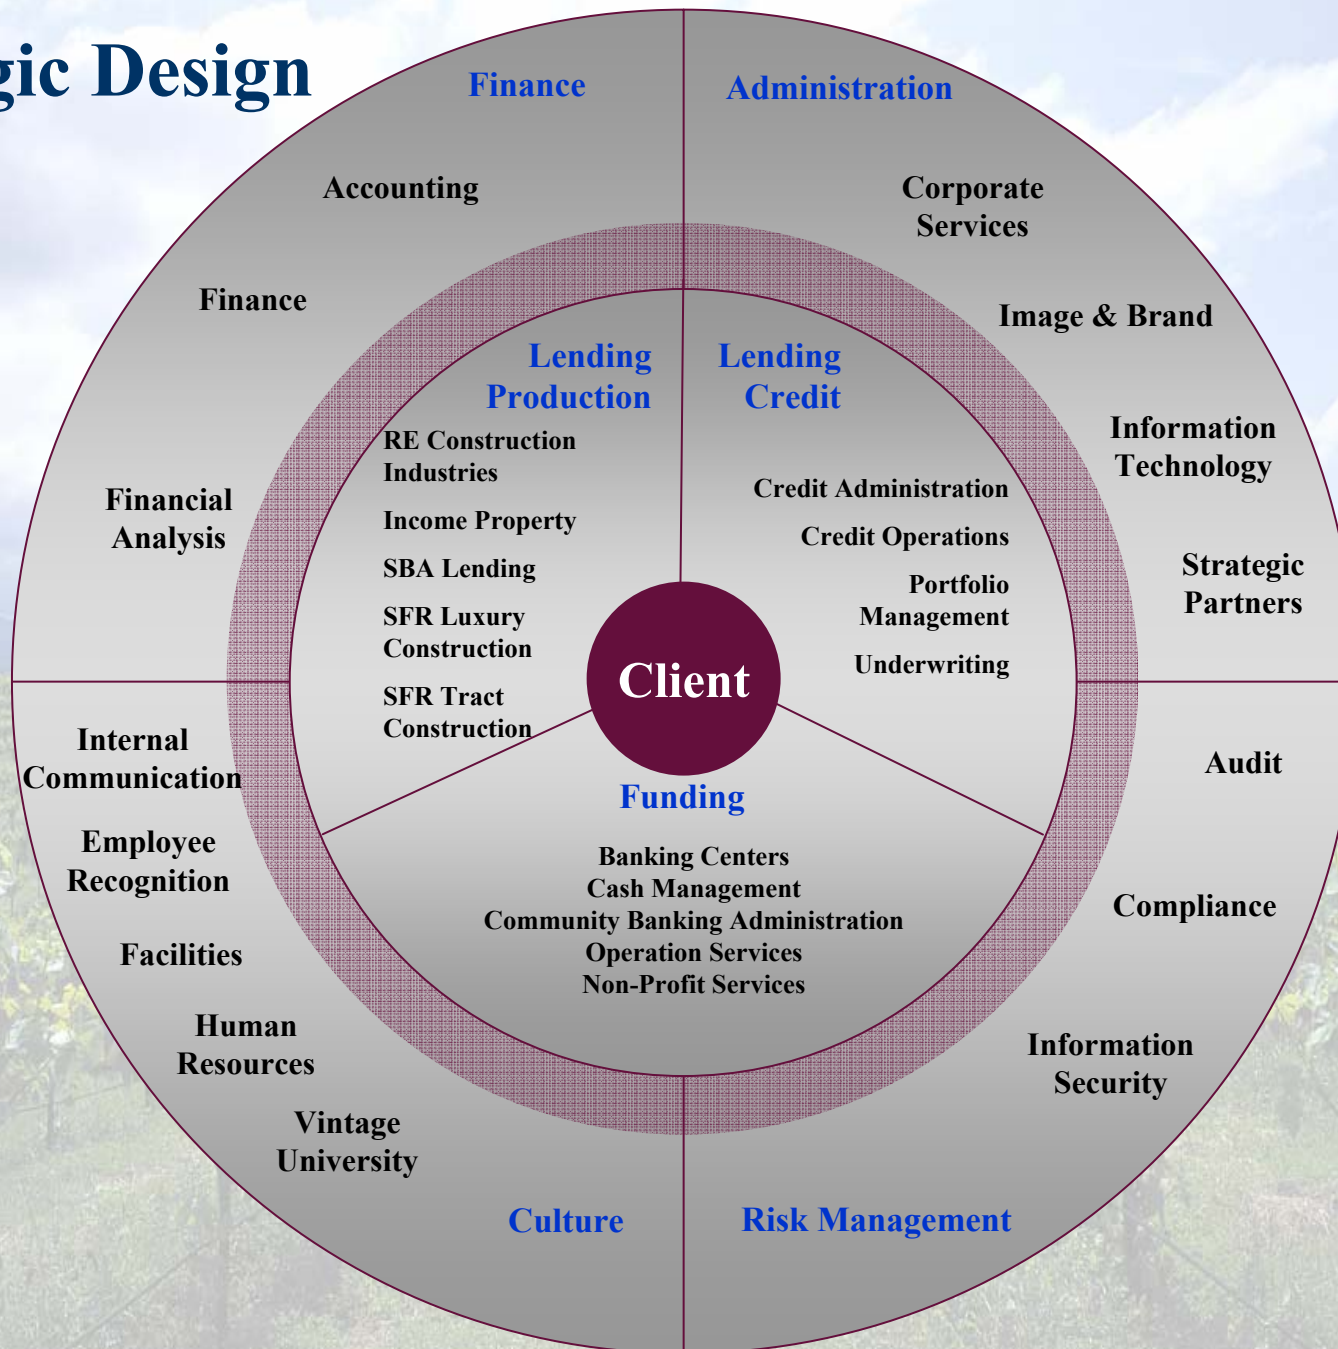 gic Design
Finance
Accounting
Finance
Financial
Analysis
Administration
Corporate
Services
Image & Brand
Information
Technology
Strategic
Partners
Lending
Production
RE Construction
Industries
Income Property
SBA Lending
SFR Luxury
Construction
SFR Tract
Construction
Lending
Credit
Credit Administration
Credit Operations
Portfolio
Management
Underwriting
Client
Funding
Banking Centers
Cash Management
Community Banking Administration
Operation Services
Non-Profit Services
Internal
Communication
Employee
Recognition
Facilities
Human
Resources
Vintage
University
Culture
Audit
Compliance
Information
Security
Risk Management